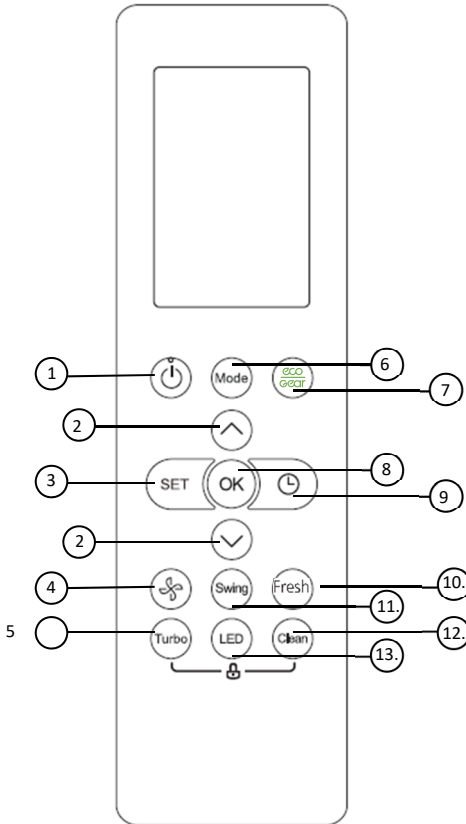 6
1 Mode eco
Gear
7
2
8
3 SET OK
9
2
4 Swing Fresh 10.
11.
5 Turbo LED Clean 12.
13.